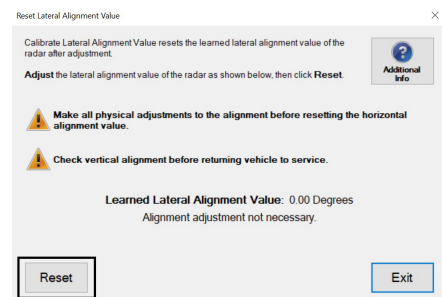 Reset Lateral Alignment Value
Calibrate Lateral Alignment Value resets the learned lateral alignment value of the
radar after adjustment.
Adjust the lateral alignment value of the radar as shown below, then click Reset.
Additional
Info
Make all physical adjustments to the alignment before resetting the horizontal
alignment value.
Check vertical alignment before returning vehicle to service.
Learned Lateral Alignment Value: 0.00 Degrees
Alignment adjustment not necessary.
Reset
Exit